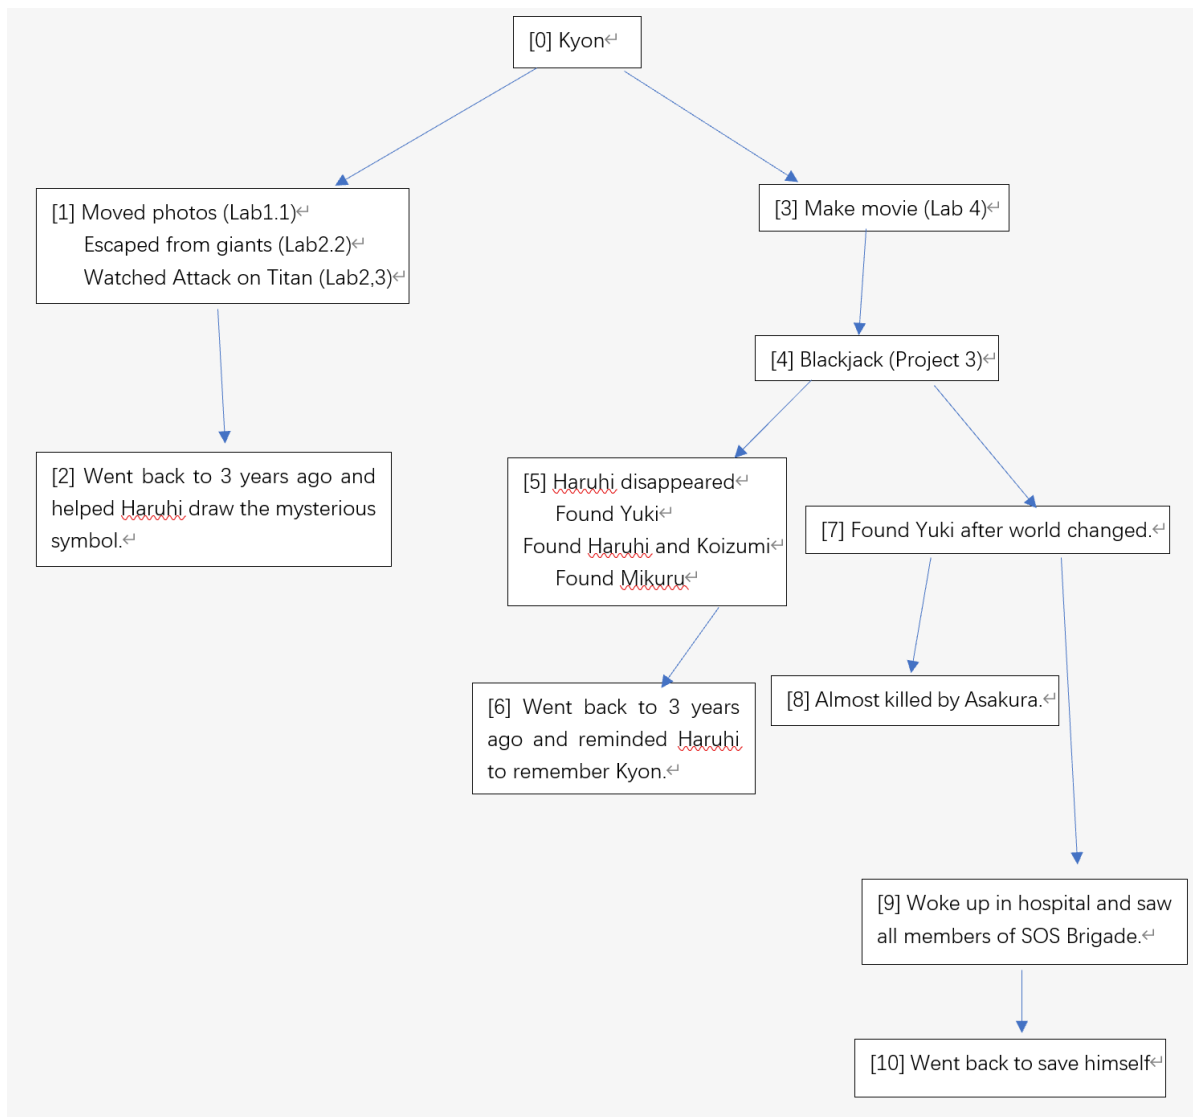 [0] Kyon↵
[1] Moved photos (Lab1.1)↵
Escaped from giants (Lab2.2)↵
Watched Attack on Titan (Lab2,3)↵
[3] Make movie (Lab 4)↵
[4] Blackjack (Project 3)↵
[2] Went back to 3 years ago and
helped Haruhi draw the mysterious
symbol.↵
[5] Haruhi disappeared↵
Found Yuki↵
Found Haruhi and Koizumi↵
Found Mikuru↵
[7] Found Yuki after world changed.↵
[6] Went back to 3 years
ago and reminded Haruhi
to remember Kyon.↵
[8] Almost killed by Asakura.↵
[9] Woke up in hospital and saw
all members of SOS Brigade.↵
[10] Went back to save himself↵